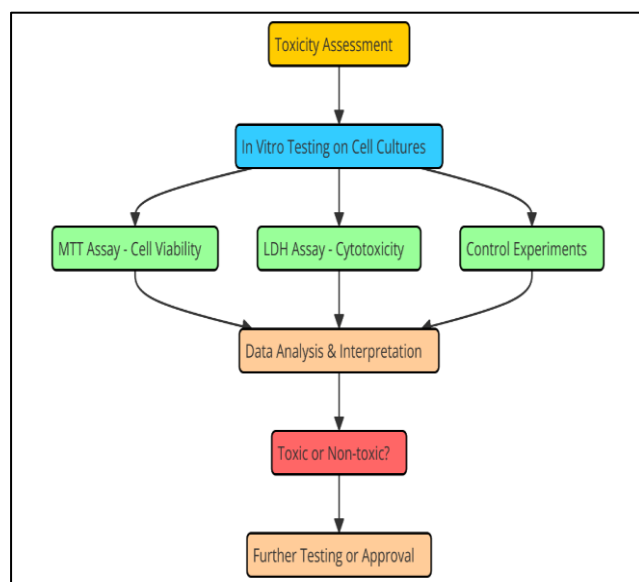 Toxicity Assessment
In Vitro Testing on Cell Cultures
MTT Assay - Cell Viability
LDH Assay - Cytotoxicity
Control Experiments
Data Analysis & Interpretation
Toxic or Non-toxic?
Further Testing or Approval